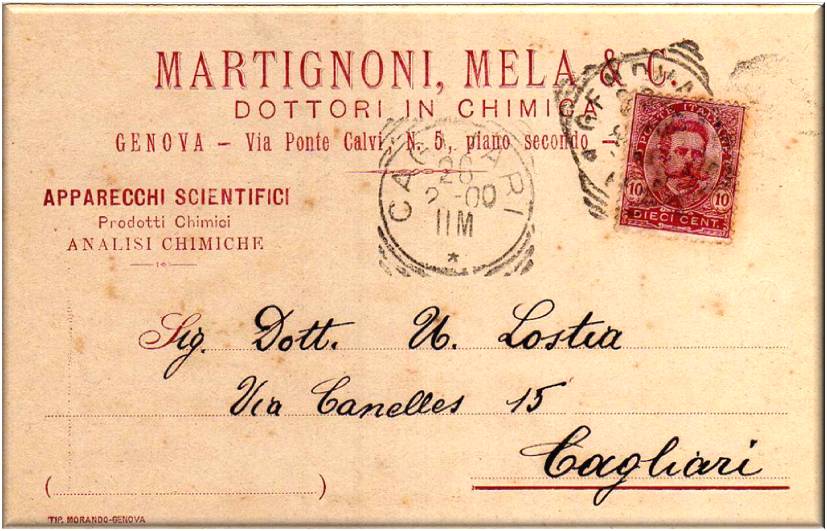 MARTIGNONI, MELA & C.
DOTTORI IN CHIMICA
GENOVA – Via Ponte Calvi, N. 5, piano secondo –
APPARECCHI SCIENTIFICI
Prodotti Chimici
ANALISI CHIMICHE
CAGLIARI
26
2-00
11M
*
POSTE ITALIANE
10 10
DIECI CENT.
Sig. Dott. U. Lostia
Via Canelles 15
Cagliari
( )
TIP. MORANDO-GENOVA